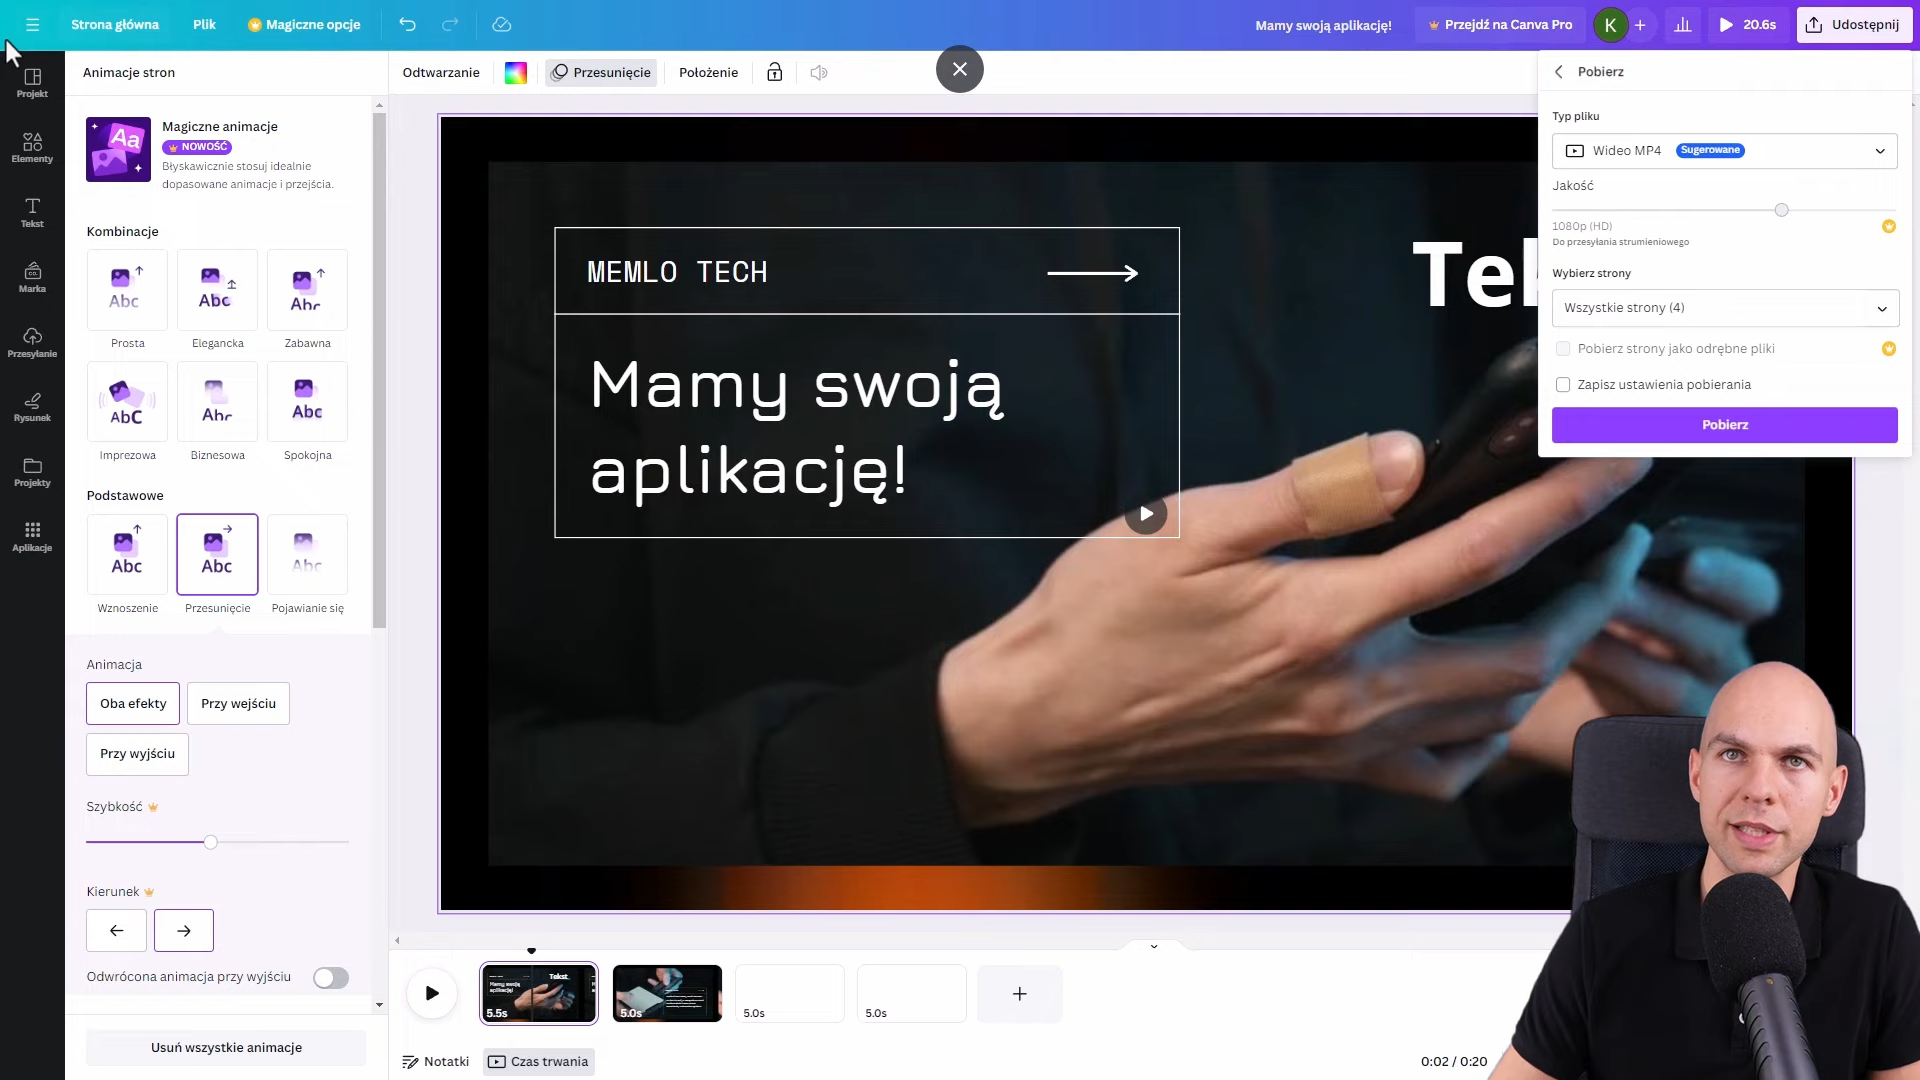 Strona główna
Plik
Magiczne opcje
Mamy swoją aplikację!
Przejdź na Canva Pro
K
20.6s
Udostępnij
Projekt
Elementy
Tekst
Marka
Przesyłanie
Rysunek
Projekty
Aplikacje
Animacje stron
Magiczne animacje
NOWOŚĆ
Błyskawicznie stosuj idealnie
dopasowane animacje i przejścia.
Kombinacje
Prosta
Elegancka
Zabawna
Imprezowa
Biznesowa
Spokojna
Podstawowe
Wznoszenie
Przesunięcie
Pojawianie się
Animacja
Oba efekty
Przy wejściu
Przy wyjściu
Szybkość
Kierunek
Odwrócona animacja przy wyjściu
Usuń wszystkie animacje
Odtwarzanie
Przesunięcie
Położenie
MEMLO TECH
Mamy swoją
aplikację!
Pobierz
Typ pliku
Wideo MP4 Sugerowane
Jakość
1080p (HD)
Do przesyłania strumieniowego
Wybierz strony
Wszystkie strony (4)
Pobierz strony jako odrębne pliki
Zapisz ustawienia pobierania
Pobierz
5.5s
5.0s
5.0s
5.0s
Notatki
Czas trwania
0:02 / 0:20